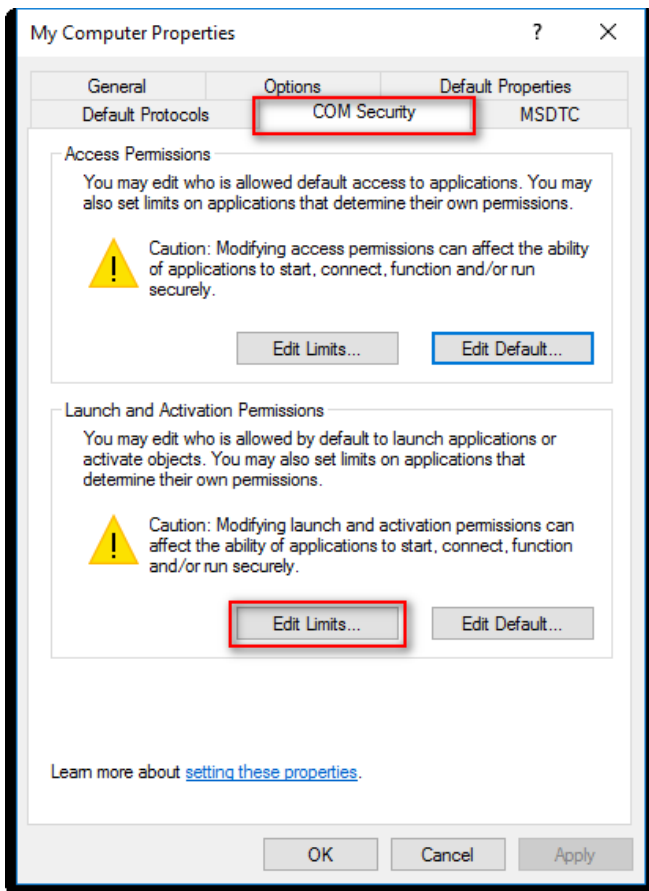 My Computer Properties
?
General
Options
Default Properties
Default Protocols
COM Security
MSDTC
Access Permissions
You may edit who is allowed default access to applications. You may
also set limits on applications that determine their own permissions.
Caution: Modifying access permissions can affect the ability
of applications to start, connect, function and/or run
securely.
Edit Limits...
Edit Default...
Launch and Activation Permissions
You may edit who is allowed by default to launch applications or
activate objects. You may also set limits on applications that
determine their own permissions.
Caution: Modifying launch and activation permissions can
affect the ability of applications to start, connect, function
and/or run securely.
Edit Limits...
Edit Default...
Learn more about setting these properties.
OK
Cancel
Apply